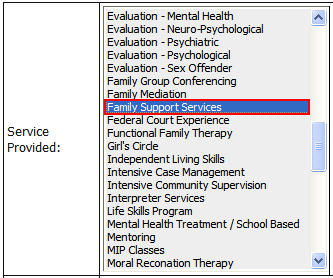 Service
Provided:
Evaluation - Mental Health
Evaluation - Neuro-Psychological
Evaluation - Psychiatric
Evaluation - Psychological
Evaluation - Sex Offender
Family Group Conferencing
Family Mediation
Family Support Services
Federal Court Experience
Functional Family Therapy
Girl's Circle
Independent Living Skills
Intensive Case Management
Intensive Community Supervision
Interpreter Services
Life Skills Program
Mental Health Treatment / School Based
Mentoring
MIP Classes
Moral Reconation Therapy